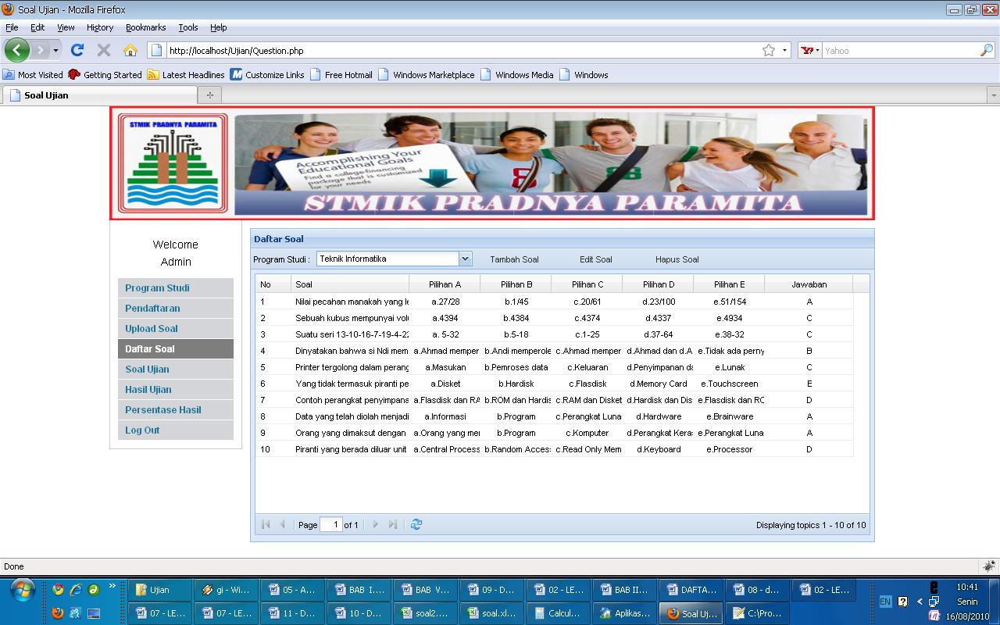 Soal Ujian - Mozilla Firefox
File Edit View History Bookmarks Tools Help
http://localhost/Ujian/Question.php
Yahoo
Most Visited Getting Started Latest Headlines Customize Links Free Hotmail Windows Marketplace Windows Media Windows
Soal Ujian
STMIK PRADNYA PARAMITA
Accomplishing Your
Educational Goals
Find a college-financing
package that is customized
for your needs
STMIK PRADNYA PARAMITA
Welcome
Admin
Program Studi
Pendaftaran
Upload Soal
Daftar Soal
Soal Ujian
Hasil Ujian
Persentase Hasil
Log Out
Daftar Soal
Program Studi : Teknik Informatika Tambah Soal Edit Soal Hapus Soal
No Soal Pilihan A Pilihan B Pilihan C Pilihan D Pilihan E Jawaban
1 Nilai pecahan manakah yang le a.27/28 b.1/45 c.20/61 d.23/100 e.51/154 A
2 Sebuah kubus mempunyai volu a.4394 b.4384 c.4374 d.4337 e.4934 C
3 Suatu seri 13-10-16-7-19-4-22 a. 5-32 b.5-18 c.1-25 d.37-64 e.38-32 C
4 Dinyatakan bahwa si Ndi mem a.Ahmad memper b.Andi memperole c.Ahmad memper d.Ahmad dan d.A e.Tidak ada perny B
5 Printer tergolong dalam perang a.Masukan b.Pemroses data c.Keluaran d.Penyimpanan da e.Lunak C
6 Yang tidak termasuk piranti pe a.Disket b.Hardisk c.Flasdisk d.Memory Card e.Touchscreen E
7 Contoh perangkat penyimpana a.Flasdisk dan RA b.ROM dan Hardis c.RAM dan Disket d.Hardisk dan Dis e.Flasdisk dan RO D
8 Data yang telah diolah menjadi a.Informasi b.Program c.Perangkat Luna d.Hardware e.Brainware A
9 Orang yang dimaksut dengan a.Orang yang men b.Program c.Komputer d.Perangkat Kera e.Perangkat Luna A
10 Piranti yang berada diluar unit a.Central Process b.Random Acces c.Read Only Mem d.Keyboard e.Processor D
Page 1 of 1 Displaying topics 1 - 10 of 10
Done
Ujian gi - Wi... 05 - A... BAB I.... BAB V... 09 - D... 02 - LE... BAB II... DAFTA... 08 - d... 02 - LE... 10:41
EN Senin
07 - LE... 07 - LE... 11 - D... 10 - D... soal2.... soal.xl... Calcul... Aplikas... Soal Uj... C:\Pro... 16/08/2010